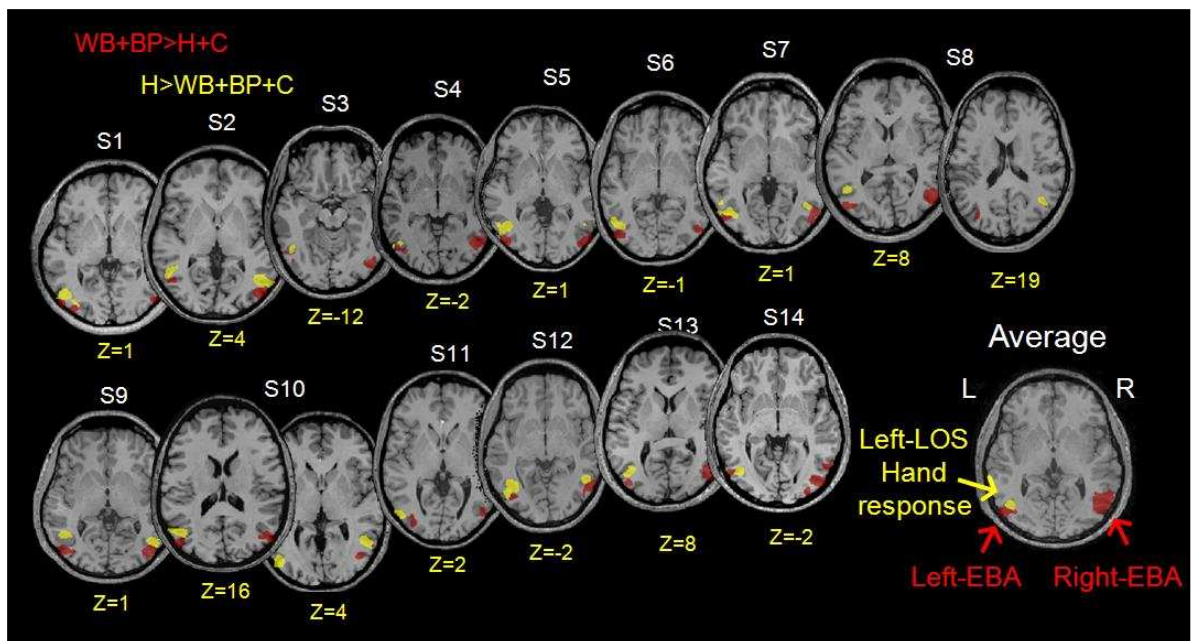 WB+BP>H+C
H>WB+BP+C
S1
S2
S3
S4
S5
S6
S7
S8
Z=1
Z=4
Z=-12
Z=-2
Z=1
Z=-1
Z=1
Z=8
Z=19
S9
S10
S11
S12
S13
S14
Z=1
Z=16
Z=4
Z=2
Z=-2
Z=8
Z=-2
Average
L
R
Left-LOS
Hand
response
Left-EBA
Right-EBA